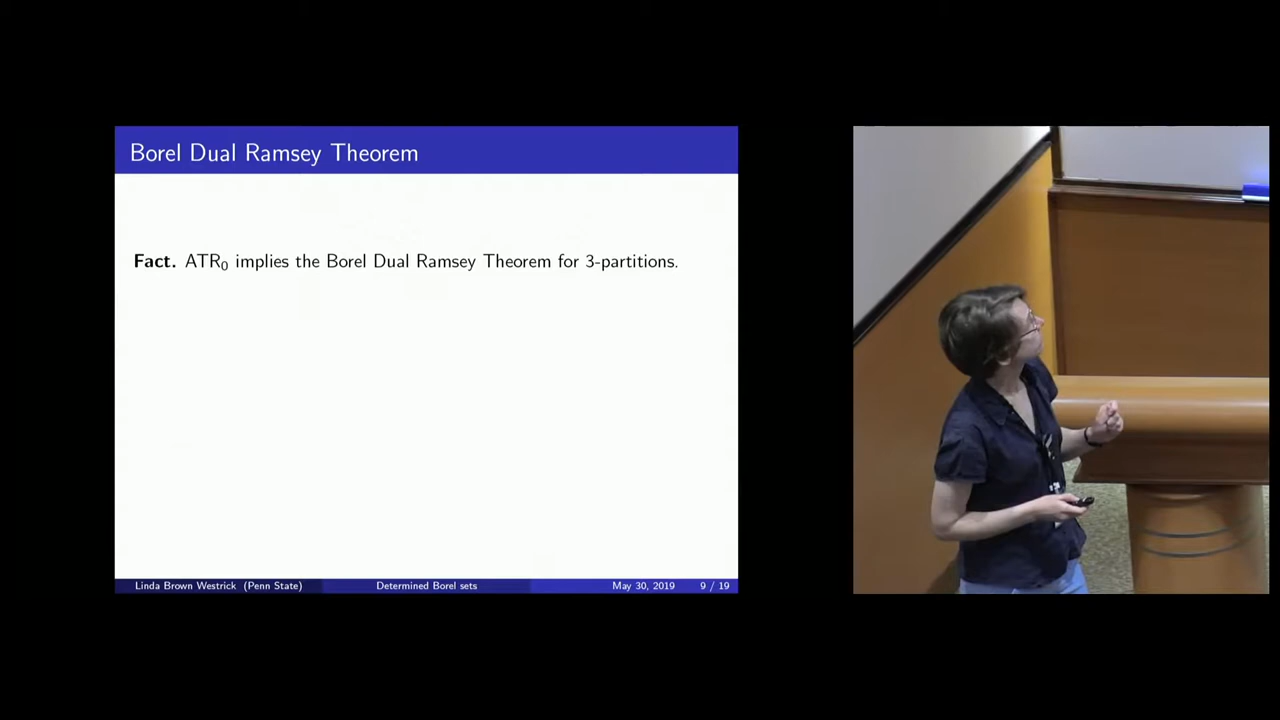 Borel Dual Ramsey Theorem
Fact. ATR₀ implies the Borel Dual Ramsey Theorem for 3-partitions.
Linda Brown Westrick (Penn State) Determined Borel sets May 30, 2019 9 / 19